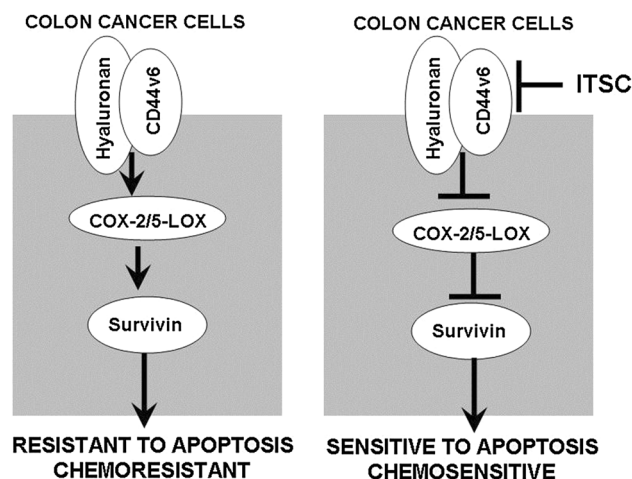 COLON CANCER CELLS
Hyaluronan
CD44v6
COX-2/5-LOX
Survivin
RESISTANT TO APOPTOSIS
CHEMORESISTANT
COLON CANCER CELLS
Hyaluronan
CD44v6
ITSC
COX-2/5-LOX
Survivin
SENSITIVE TO APOPTOSIS
CHEMOSENSITIVE